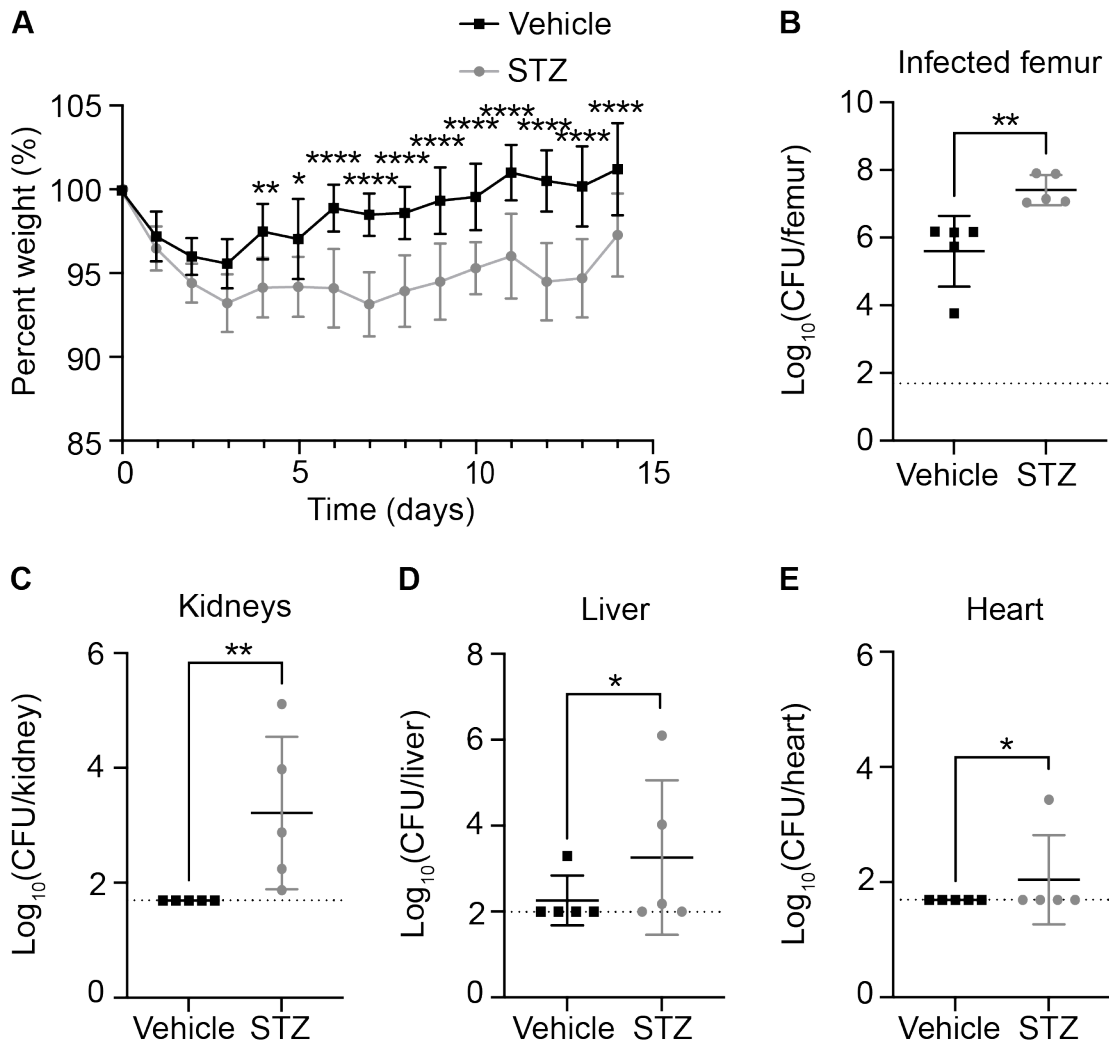 A
Vehicle
STZ
Percent weight (%)
105
100
95
90
85
** * **** **** **** **** **** **** **** **** ****
0 5 10 15
Time (days)
B
Infected femur
Log10(CFU/femur)
10
8
6
4
2
0
**
Vehicle STZ
C
Kidneys
Log10(CFU/kidney)
6
4
2
0
**
Vehicle STZ
D
Liver
Log10(CFU/liver)
8
6
4
2
0
*
Vehicle STZ
E
Heart
Log10(CFU/heart)
6
4
2
0
*
Vehicle STZ